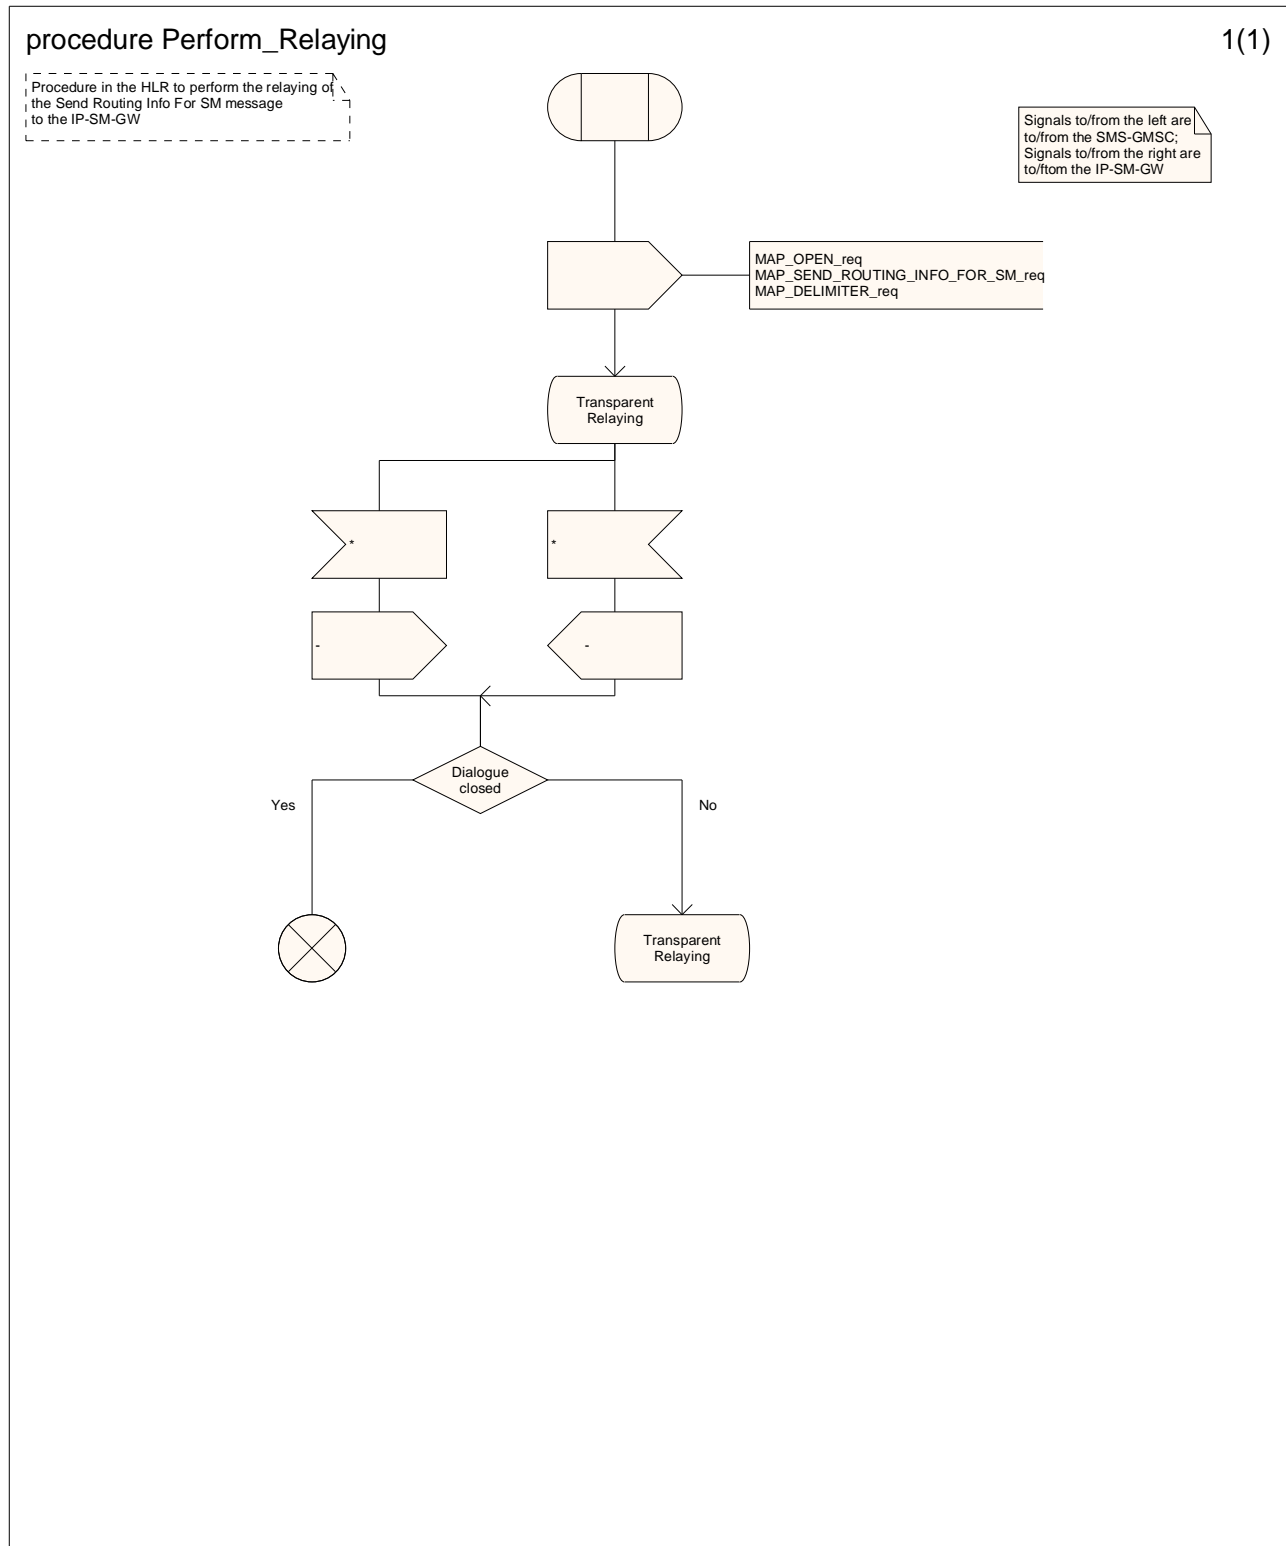 procedure Perform_Relaying
1(1)
Procedure in the HLR to perform the relaying of
the Send Routing Info For SM message
to the IP-SM-GW
Signals to/from the left are
to/from the SMS-GMSC;
Signals to/from the right are
to/ftom the IP-SM-GW
MAP_OPEN_req
MAP_SEND_ROUTING_INFO_FOR_SM_req
MAP_DELIMITER_req
Transparent
Relaying
*
*
-
-
Dialogue
closed
Yes
No
Transparent
Relaying